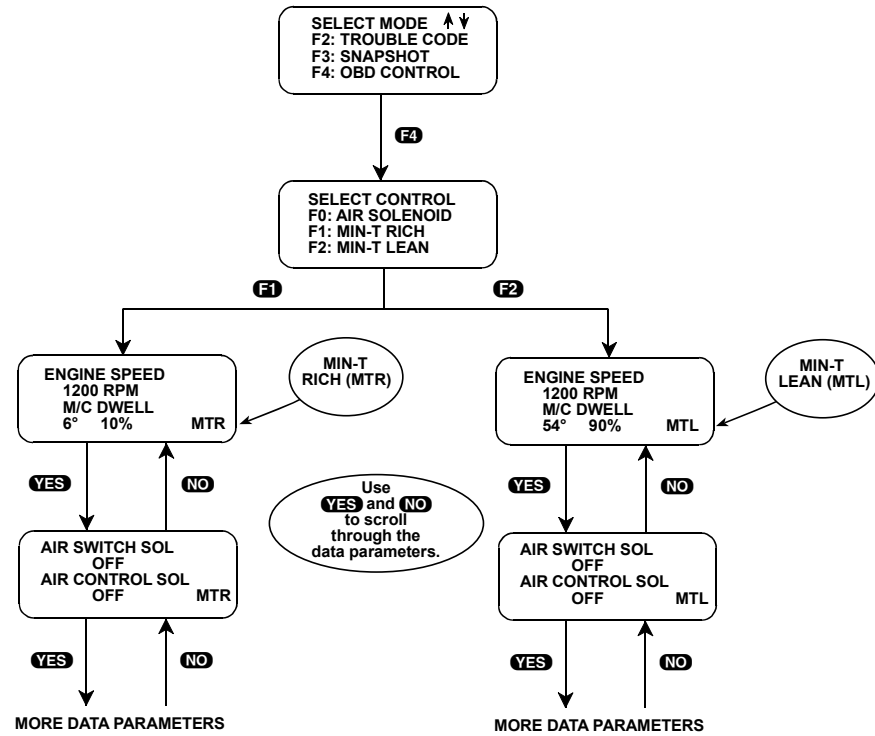 SELECT MODE
F2: TROUBLE CODE
F3: SNAPSHOT
F4: OBD CONTROL
F4
SELECT CONTROL
F0: AIR SOLENOID
F1: MIN-T RICH
F2: MIN-T LEAN
F1
F2
ENGINE SPEED
1200 RPM
M/C DWELL
6° 10% MTR
MIN-T
RICH (MTR)
ENGINE SPEED
1200 RPM
M/C DWELL
54° 90% MTL
MIN-T
LEAN (MTL)
YES
NO
Use
YES and NO
to scroll
through the
data parameters.
YES
NO
AIR SWITCH SOL
OFF
AIR CONTROL SOL
OFF MTR
AIR SWITCH SOL
OFF
AIR CONTROL SOL
OFF MTL
YES
NO
YES
NO
MORE DATA PARAMETERS
MORE DATA PARAMETERS